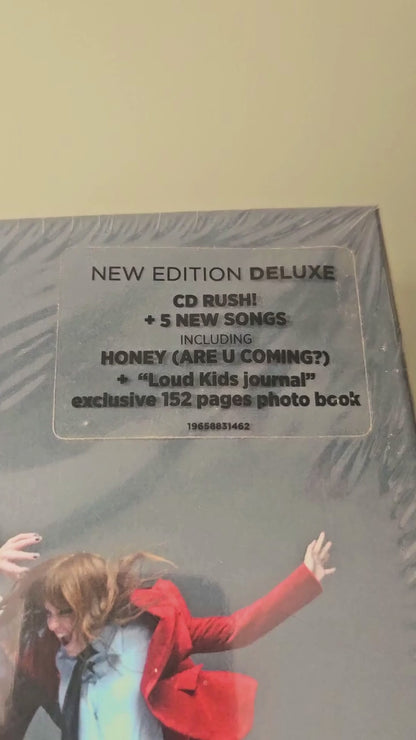 NEW EDITION DELUXE
CD RUSH!
+ 5 NEW SONGS
INCLUDING
HONEY (ARE U COMING?)
+ "Loud Kids journal"
exclusive 152 pages photo book
19658831462